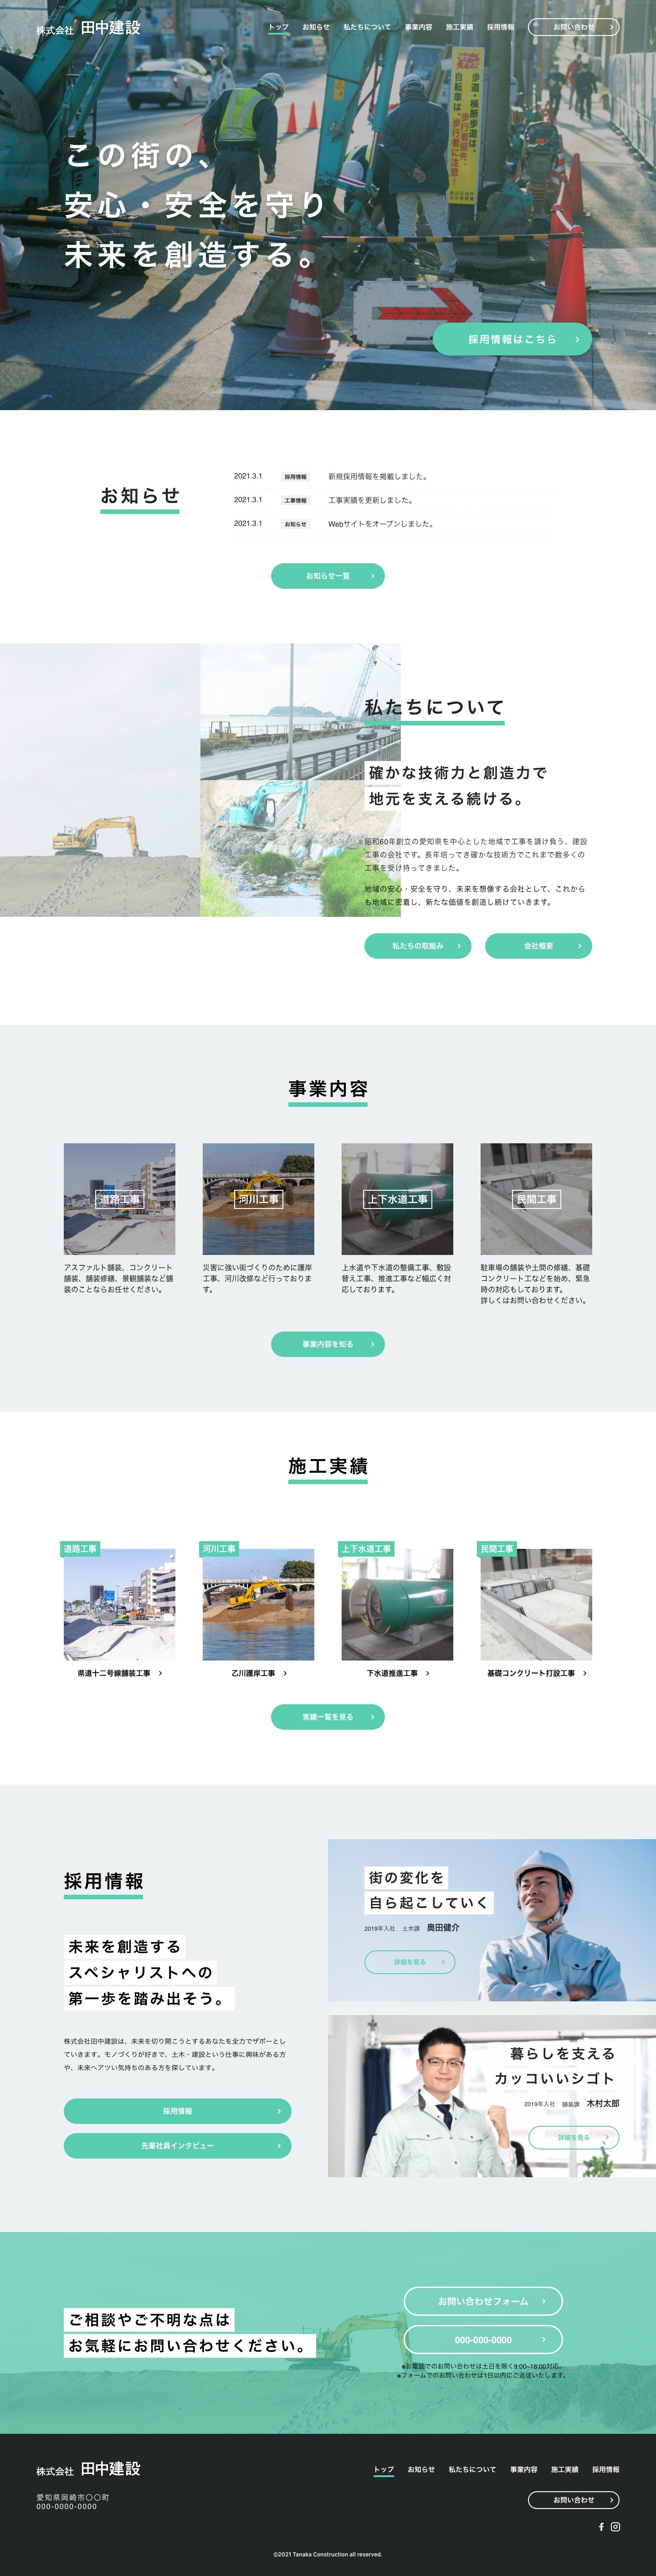 株式会社 田中建設
トップ お知らせ 私たちについて 事業内容 施工実績 採用情報 お問い合わせ
歩道・横断歩道は、
歩行者優先。
自転車は、歩行者に注意！
この街の、
安心・安全を守り
未来を創造する。
採用情報はこちら
お知らせ
2021.3.1 採用情報 新規採用情報を掲載しました。
2021.3.1 工事情報 工事実績を更新しました。
2021.3.1 お知らせ Webサイトをオープンしました。
お知らせ一覧
私たちについて
確かな技術力と創造力で
地元を支える続ける。
昭和60年創立の愛知県を中心とした地域で工事を請け負う、建設
工事の会社です。長年培ってき確かな技術力でこれまで数多くの
工事を受け持ってきました。
地域の安心・安全を守り、未来を想像する会社として、これから
も地域に密着し、新たな価値を創造し続けていきます。
私たちの取組み 会社概要
事業内容
道路工事 河川工事 上下水道工事 民間工事
アスファルト舗装、コンクリート
舗装、舗装修繕、景観舗装など舗
装のことならお任せください。
災害に強い街づくりのために護岸
工事、河川改修など行っておりま
す。
上水道や下水道の整備工事、敷設
替え工事、推進工事など幅広く対
応しております。
駐車場の舗装や土間の修繕、基礎
コンクリート工などを始め、緊急
時の対応もしております。
詳しくはお問い合わせください。
事業内容を知る
施工実績
道路工事 河川工事 上下水道工事 民間工事
県道十二号線舗装工事 乙川護岸工事 下水道推進工事 基礎コンクリート打設工事
実績一覧を見る
採用情報
未来を創造する
スペシャリストへの
第一歩を踏み出そう。
株式会社田中建設は、未来を切り開こうとするあなたを全力でザポートし
ていきます。モノづくりが好きで、土木・建設という仕事に興味がある方
や、未来へアツい気持ちのある方を探しています。
採用情報
先輩社員インタビュー
街の変化を
自ら起こしていく
2019年入社 土木課 奥田健介
詳細を見る
暮らしを支える
カッコいいシゴト
2019年入社 舗装課 木村太郎
詳細を見る
ご相談やご不明な点は
お気軽にお問い合わせください。
お問い合わせフォーム
000-000-0000
※お電話でのお問い合わせは土日を除く9:00~18:00対応。
※フォームでのお問い合わせは1日以内にご返信いたします。
株式会社 田中建設
トップ お知らせ 私たちについて 事業内容 施工実績 採用情報
愛知県岡崎市〇〇町
000-0000-0000
お問い合わせ
©2021 Tanaka Construction all reserved.